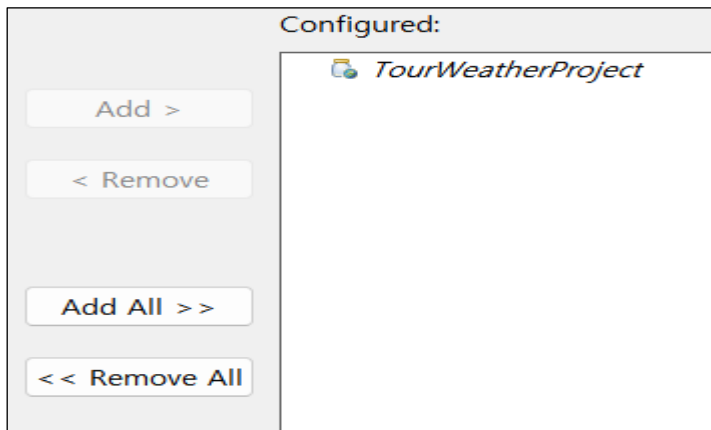 Configured:
TourWeatherProject
Add >
< Remove
Add All >>
<< Remove All